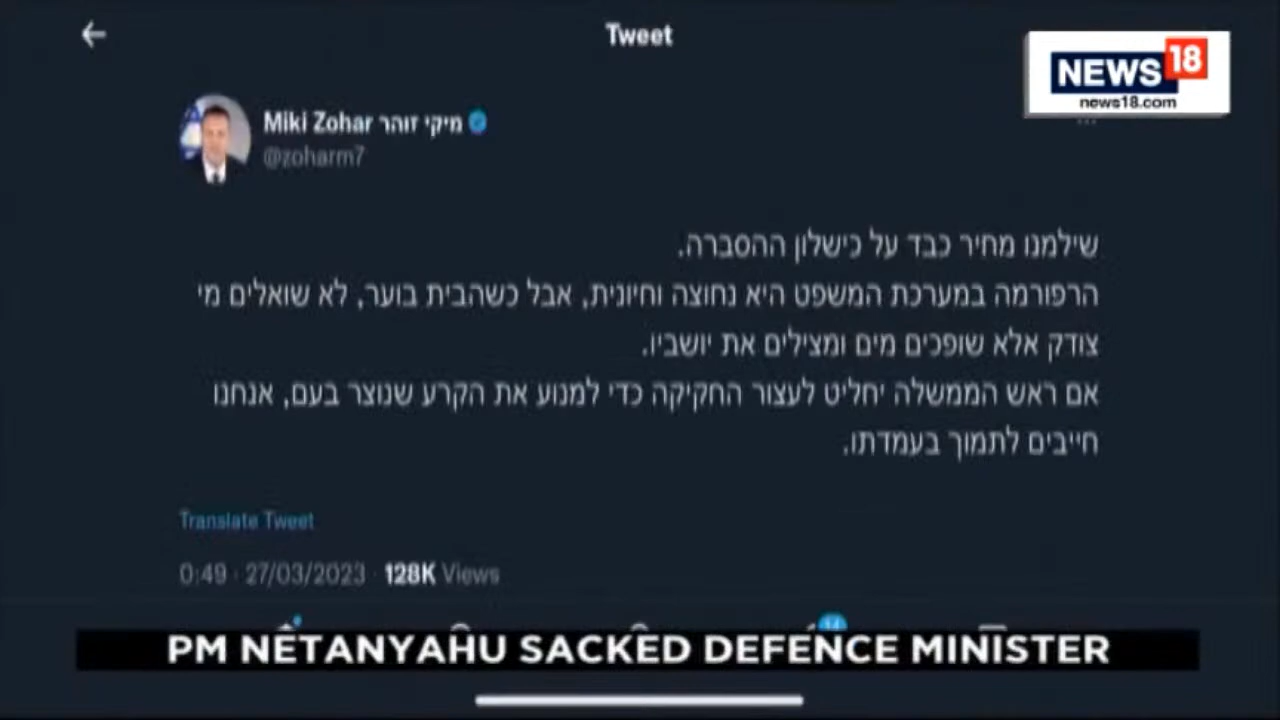 Tweet
NEWS 18
news18.com
Miki Zohar מיקי זוהר
@zoharm7
שילמנו מחיר כבד על כישלון ההסברה.
הרפורמה במערכת המשפט היא נחוצה וחיונית, אבל כשהבית בוער, לא שואלים מי
צודק אלא שופכים מים ומצילים את יושביו.
אם ראש הממשלה יחליט לעצור החקיקה כדי למנוע את הקרע שנוצר בעם, אנחנו
חייבים לתמוך בעמדתו.
Translate Tweet
0:49 · 27/03/2023 · 128K Views
14
PM NETANYAHU SACKED DEFENCE MINISTER